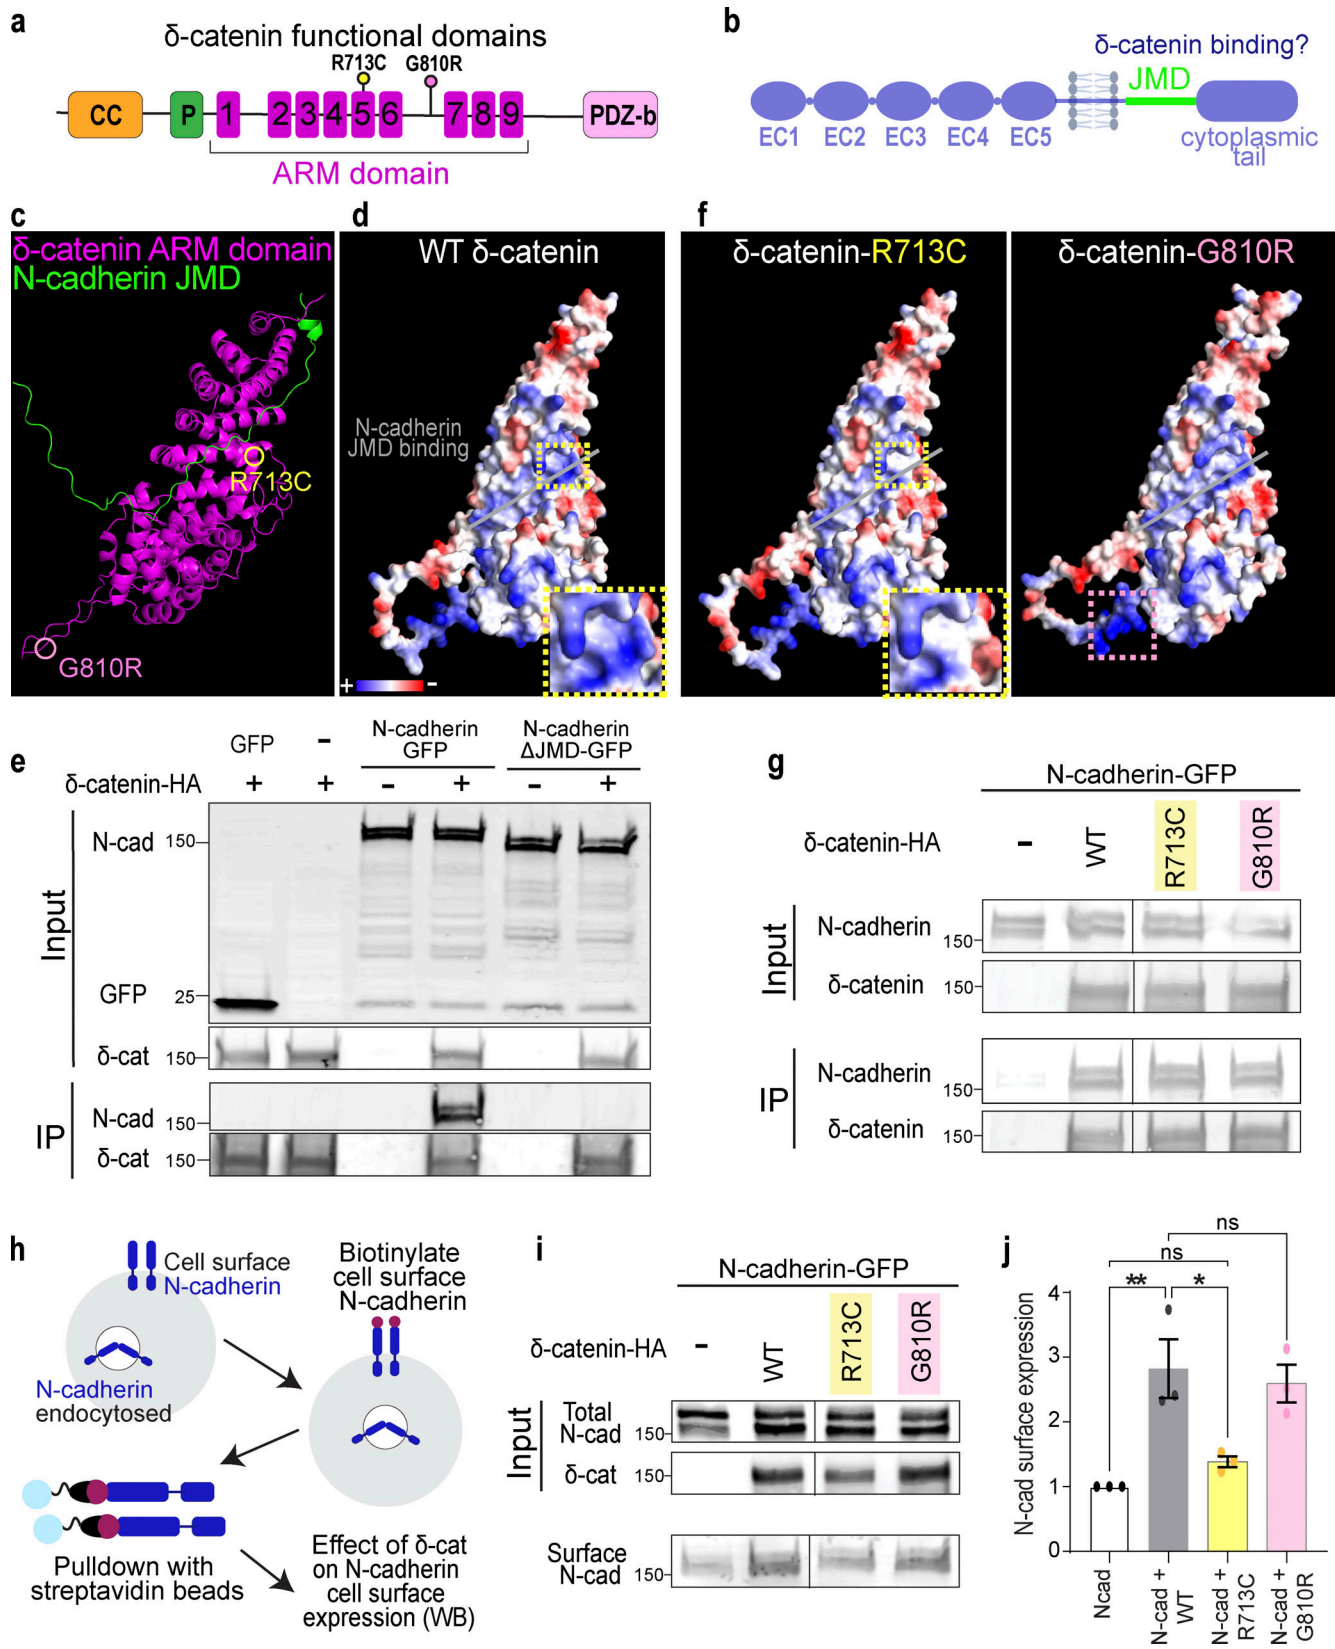 a
δ-catenin functional domains
R713C
G810R
CC
P
1
2
3
4
5
6
7
8
9
PDZ-b
ARM domain
b
δ-catenin binding?
JMD
EC1
EC2
EC3
EC4
EC5
cytoplasmic
tail
c
δ-catenin ARM domain
N-cadherin JMD
R713C
G810R
d
WT δ-catenin
N-cadherin
JMD binding
+
-
f
δ-catenin-R713C
δ-catenin-G810R
e
GFP
-
N-cadherin
GFP
N-cadherin
ΔJMD-GFP
δ-catenin-HA
+ + - + - +
Input
N-cad
150
GFP
25
δ-cat
150
IP
N-cad
150
δ-cat
150
g
N-cadherin-GFP
δ-catenin-HA
-
WT
R713C
G810R
Input
N-cadherin
150
δ-catenin
150
IP
N-cadherin
150
δ-catenin
150
h
Cell surface
N-cadherin
N-cadherin
endocytosed
Biotinylate
cell surface
N-cadherin
Pulldown with
streptavidin beads
Effect of δ-cat
on N-cadherin
cell surface
expression (WB)
i
N-cadherin-GFP
δ-catenin-HA
-
WT
R713C
G810R
Input
Total
N-cad
150
δ-cat
150
Surface
N-cad
150
j
ns
ns
**
*
N-cad surface expression
4
3
2
1
0
Ncad
N-cad +
WT
N-cad +
R713C
N-cad +
G810R